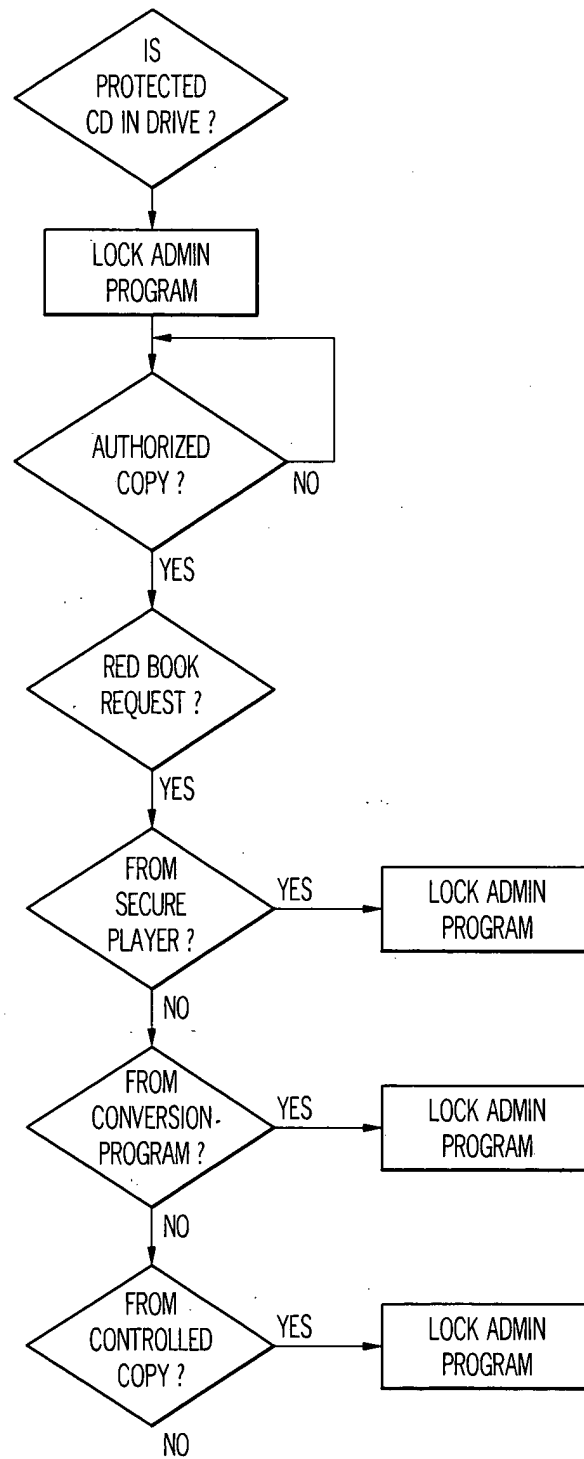 IS
PROTECTED
CD IN DRIVE ?
LOCK ADMIN
PROGRAM
AUTHORIZED
COPY ?
NO
YES
RED BOOK
REQUEST ?
YES
FROM
SECURE
PLAYER ?
YES
LOCK ADMIN
PROGRAM
NO
FROM
CONVERSION-
PROGRAM ?
YES
LOCK ADMIN
PROGRAM
NO
FROM
CONTROLLED
COPY ?
YES
LOCK ADMIN
PROGRAM
NO